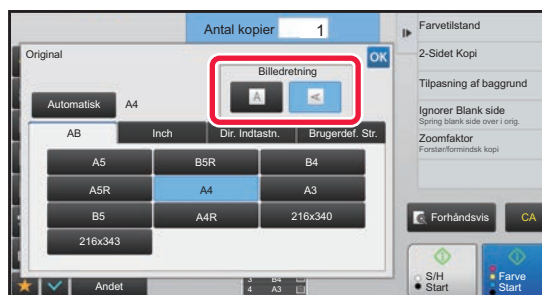 Antal kopier 1
Original
OK
Billedretning
A A
Automatisk A4
AB Inch Dir. Indtastn. Brugerdef. Str.
A5 B5R B4
A5R A4 A3
B5 A4R 216x340
216x343
Andet
3 B4
4 A3
Farvetilstand
2-Sidet Kopi
Tilpasning af baggrund
Ignorer Blank side
Spring blank side over i orig.
Zoomfaktor
Forstør/formindsk kopi
Forhåndsvis CA
S/H
Start
Farve
Start